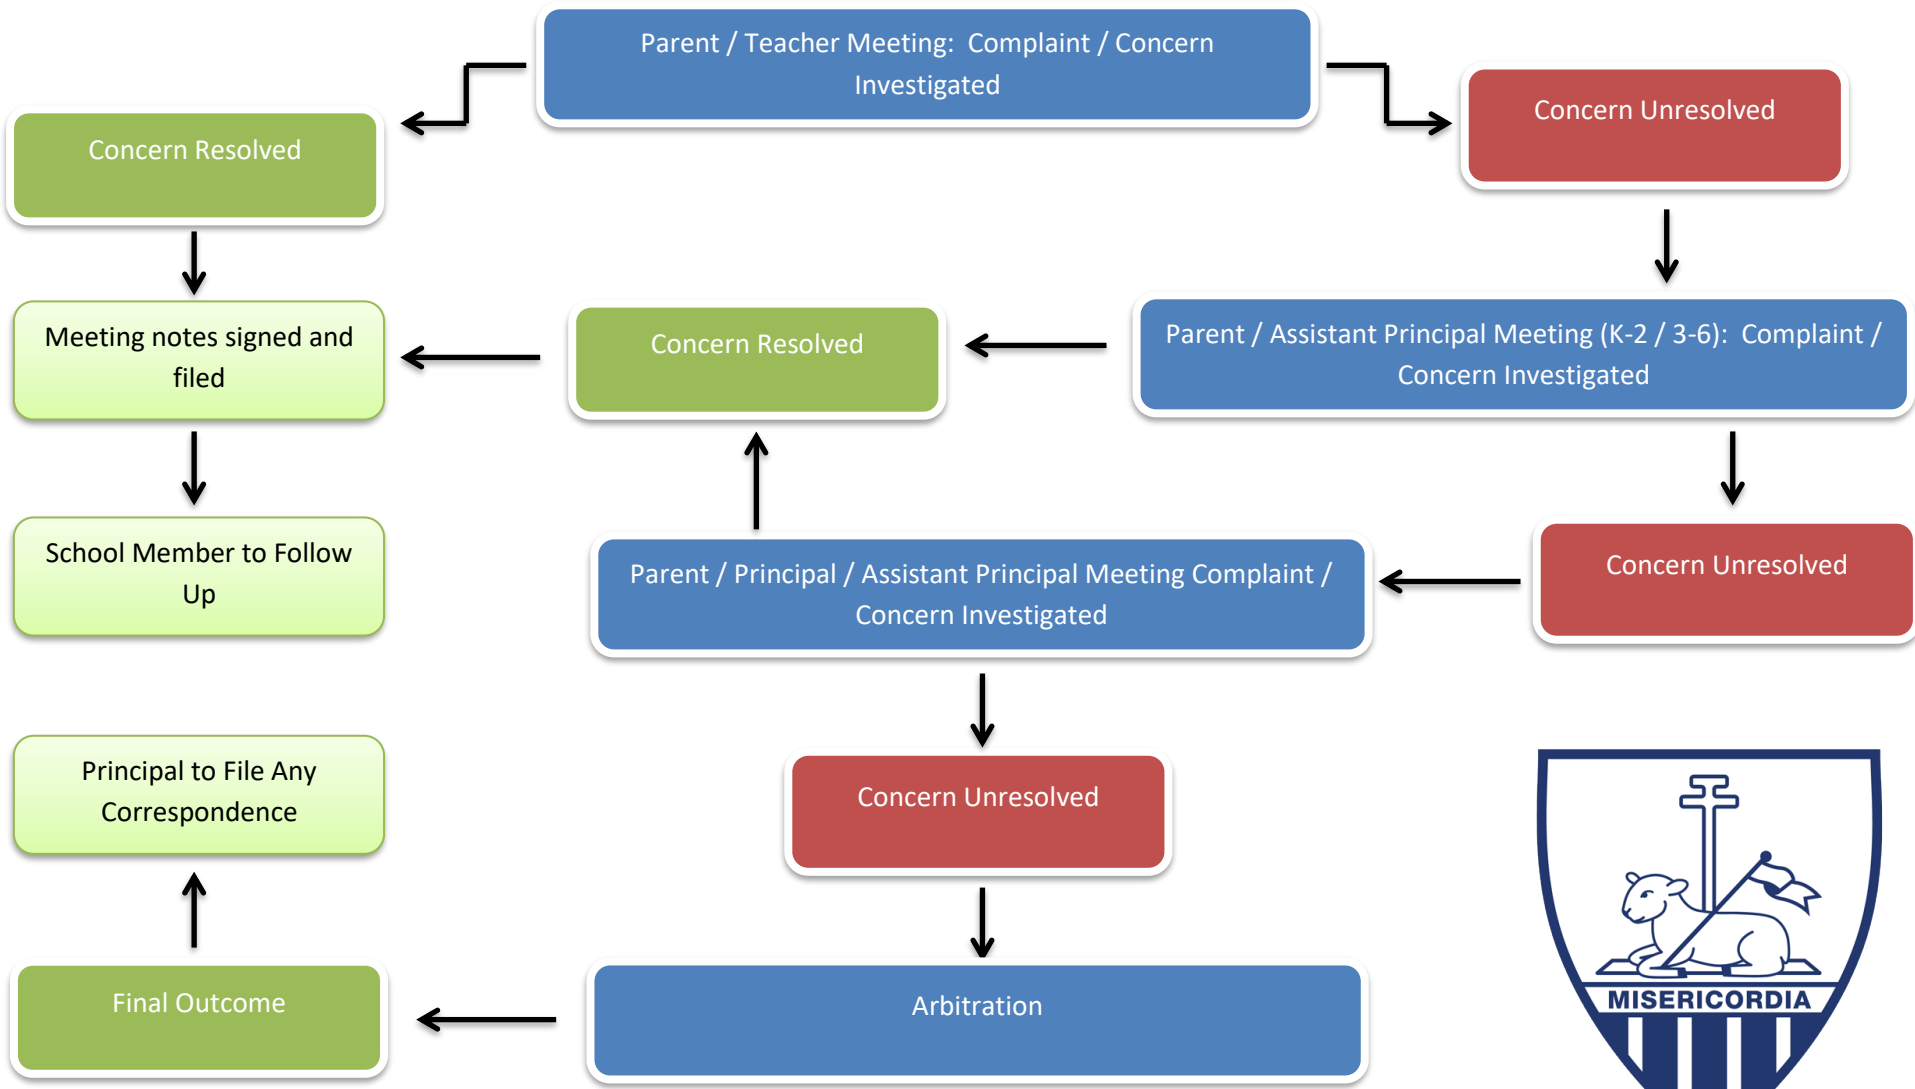 Parent / Teacher Meeting:  Complaint / Concern
Investigated
Concern Unresolved
Concern Resolved
Meeting notes signed and
filed
Concern Resolved
Parent / Assistant Principal Meeting (K-2 / 3-6):  Complaint /
Concern Investigated
School Member to Follow
Up
Parent / Principal / Assistant Principal Meeting Complaint /
Concern Investigated
Concern Unresolved
Principal to File Any
Correspondence
Concern Unresolved
Final Outcome
Arbitration
MISERICORDIA